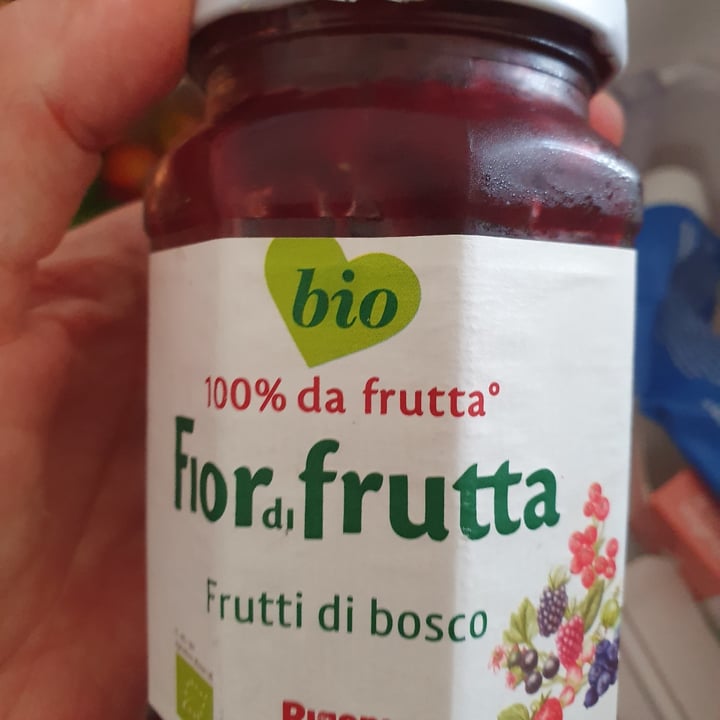 bio
100% da frutta°
Fior di frutta
Frutti di bosco